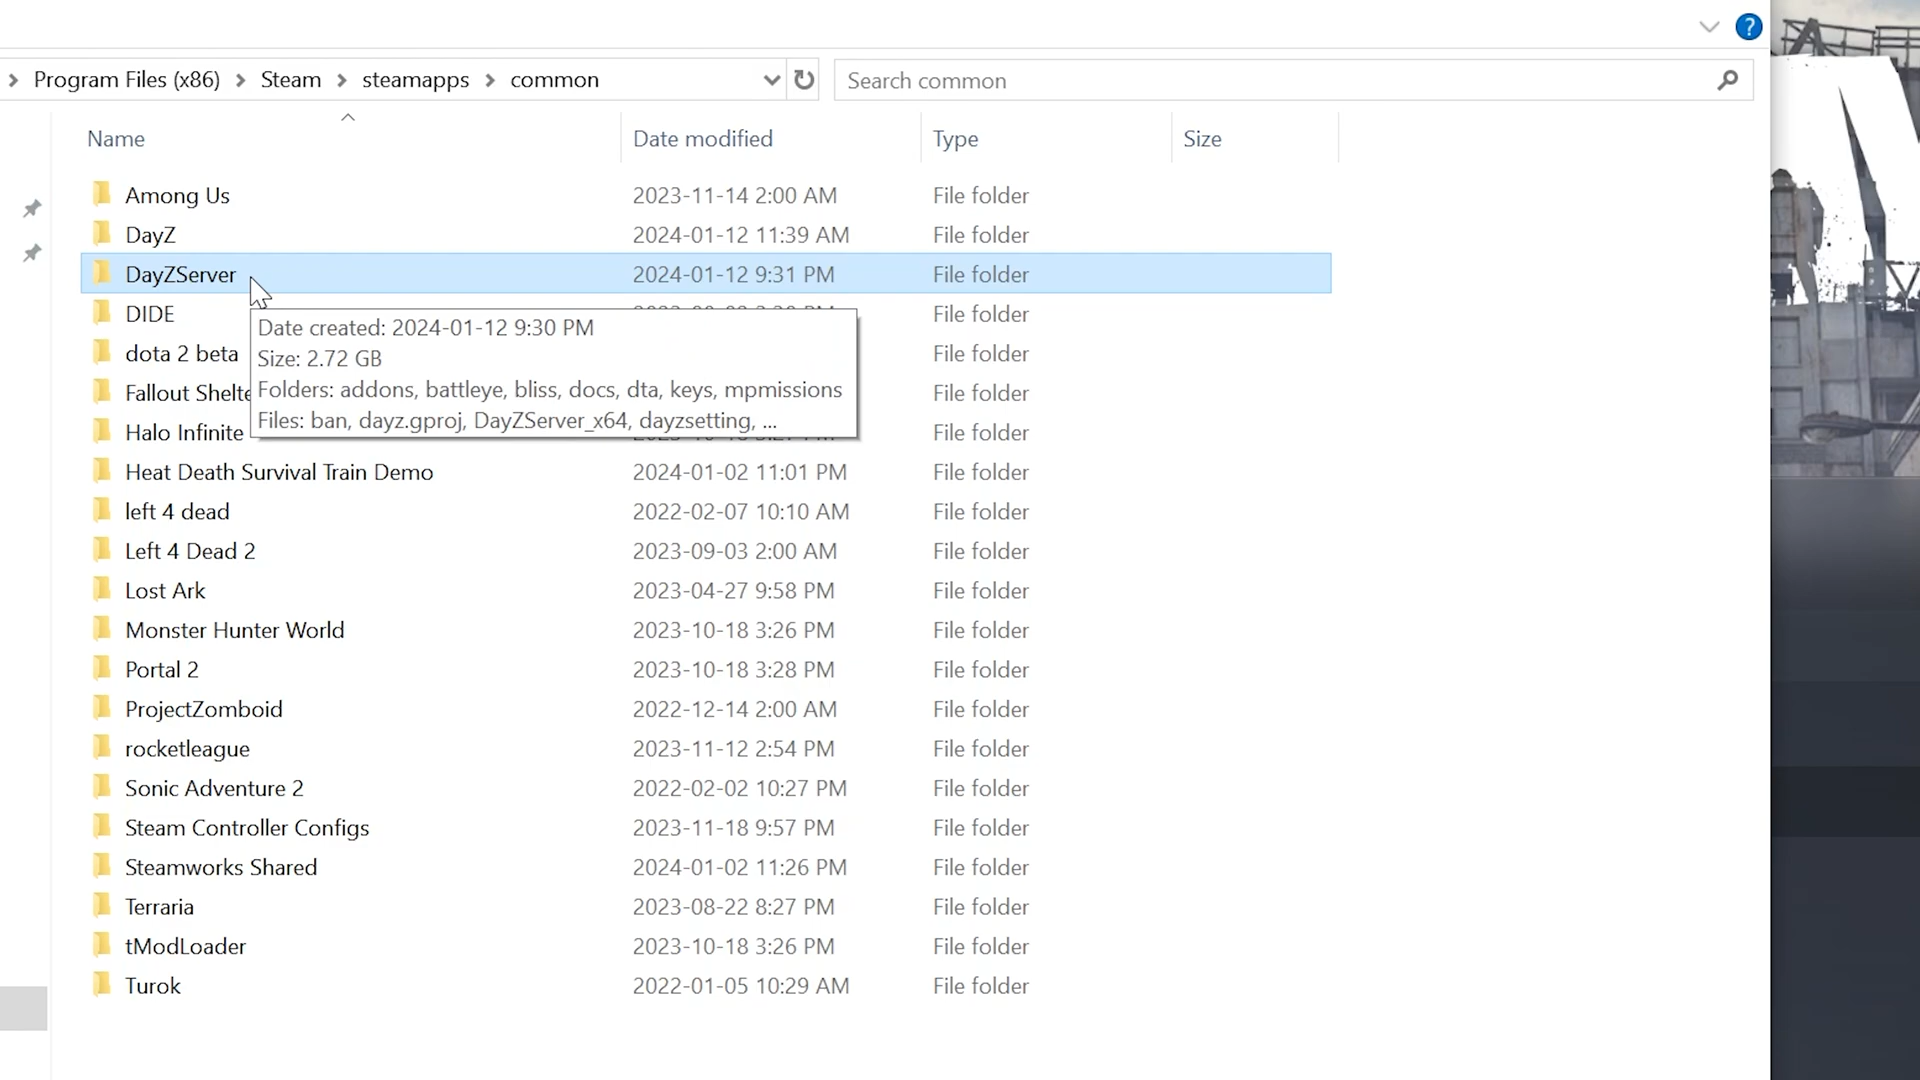 ?
Program Files (x86) > Steam > steamapps > common
Search common
Name Date modified Type Size
Among Us 2023-11-14 2:00 AM File folder
DayZ 2024-01-12 11:39 AM File folder
DayZServer 2024-01-12 9:31 PM File folder
DIDE File folder
Date created: 2024-01-12 9:30 PM
dota 2 beta File folder
Size: 2.72 GB
Fallout Shelte File folder
Folders: addons, battleye, bliss, docs, dta, keys, mpmissions
Files: ban, dayz.gproj, DayZServer_x64, dayzsetting, ...
Halo Infinite File folder
Heat Death Survival Train Demo 2024-01-02 11:01 PM File folder
left 4 dead 2022-02-07 10:10 AM File folder
Left 4 Dead 2 2023-09-03 2:00 AM File folder
Lost Ark 2023-04-27 9:58 PM File folder
Monster Hunter World 2023-10-18 3:26 PM File folder
Portal 2 2023-10-18 3:28 PM File folder
ProjectZomboid 2022-12-14 2:00 AM File folder
rocketleague 2023-11-12 2:54 PM File folder
Sonic Adventure 2 2022-02-02 10:27 PM File folder
Steam Controller Configs 2023-11-18 9:57 PM File folder
Steamworks Shared 2024-01-02 11:26 PM File folder
Terraria 2023-08-22 8:27 PM File folder
tModLoader 2023-10-18 3:26 PM File folder
Turok 2022-01-05 10:29 AM File folder